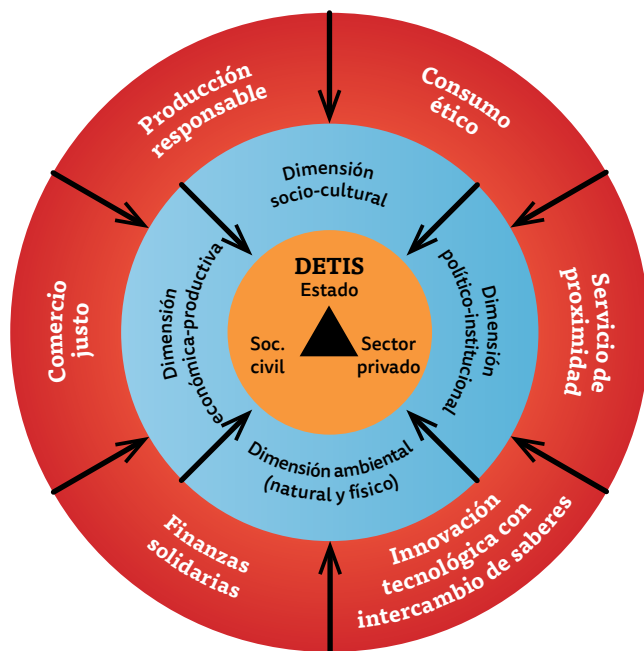 Producción
responsable
Consumo
ético
Servicio de
proximidad
Innovación
tecnológica con
intercambio de saberes
Finanzas
solidarias
Comercio
justo
Dimensión
socio-cultural
Dimensión
político-institucional
Dimensión ambiental
(natural y físico)
Dimensión
económica-productiva
DETIS
Estado
Soc.
civil
Sector
privado